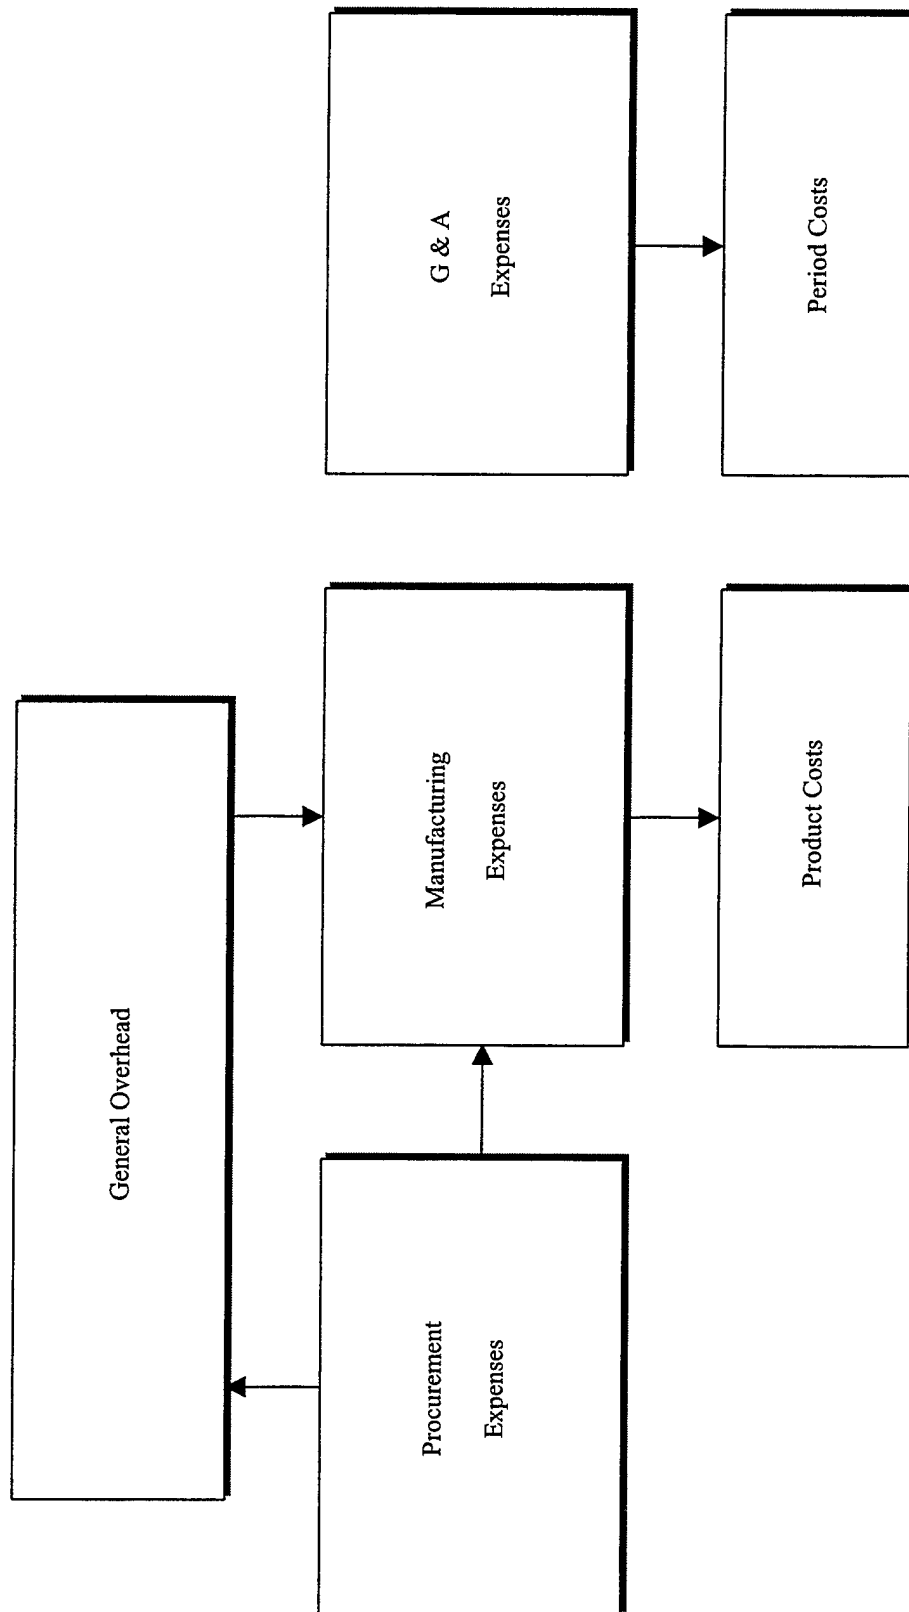 General Overhead
Procurement
Expenses
Manufacturing
Expenses
G & A
Expenses
Product Costs
Period Costs